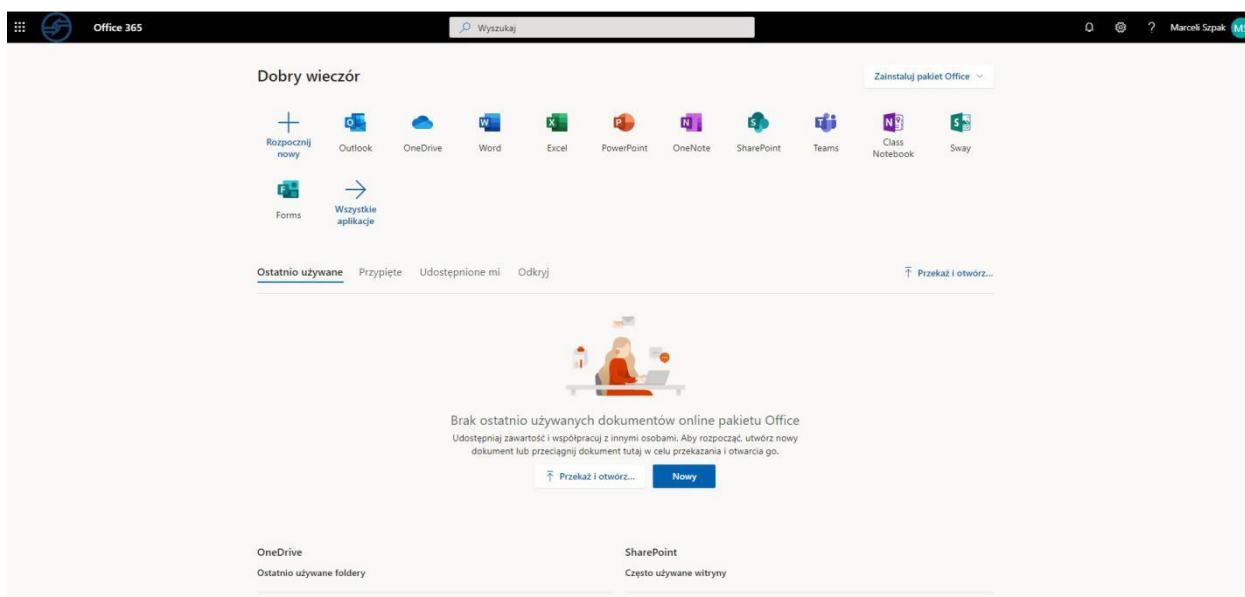 Office 365
Wyszukaj
Marceli Szpak
MS
Dobry wieczór
Zainstaluj pakiet Office
Rozpocznij
nowy
Outlook
OneDrive
Word
Excel
PowerPoint
OneNote
SharePoint
Teams
Class
Notebook
Sway
Forms
Wszystkie
aplikacje
Ostatnio używane
Przypięte
Udostępnione mi
Odkryj
Przekaż i otwórz...
Brak ostatnio używanych dokumentów online pakietu Office
Udostępniaj zawartość i współpracuj z innymi osobami. Aby rozpocząć, utwórz nowy
dokument lub przeciągnij dokument tutaj w celu przekazania i otwarcia go.
Przekaż i otwórz...
Nowy
OneDrive
SharePoint
Ostatnio używane foldery
Często używane witryny